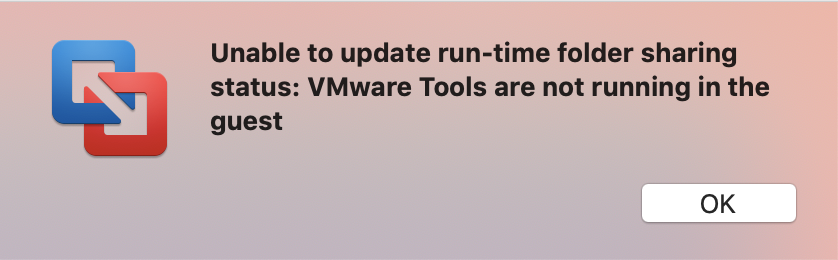 Unable to update run-time folder sharing
status: VMware Tools are not running in the
guest
OK